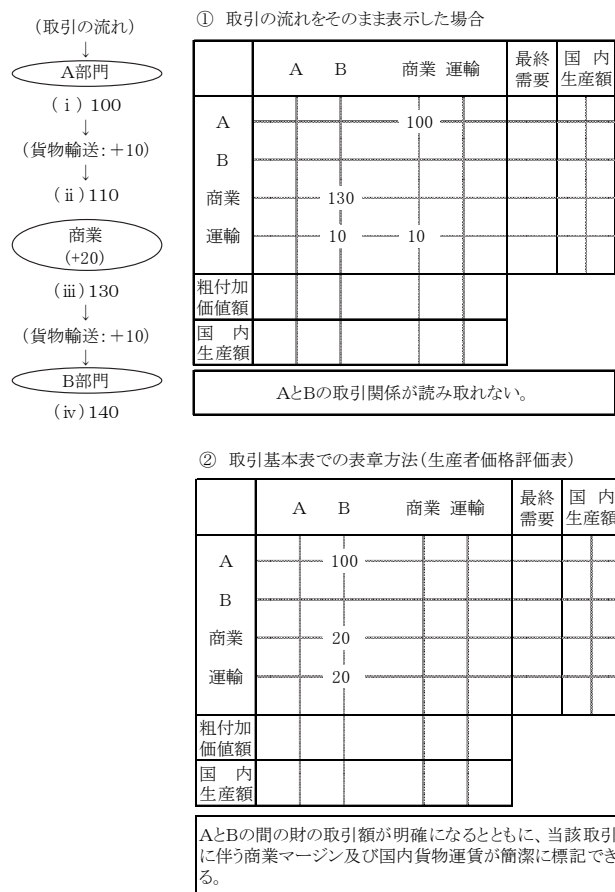 (取引の流れ)
↓
A部門
(ⅰ)100
↓
(貨物輸送:+10)
↓
(ⅱ)110
商業
(+20)
(ⅲ)130
↓
(貨物輸送:+10)
↓
B部門
(ⅳ)140
① 取引の流れをそのまま表示した場合
A B 商業 運輸 最終需要 国内生産額
A 100
B
商業 130
運輸 10 10
粗付加
価値額
国 内
生産額
AとBの取引関係が読み取れない。
② 取引基本表での表章方法(生産者価格評価表)
A B 商業 運輸 最終需要 国内生産額
A 100
B
商業 20
運輸 20
粗付加
価値額
国 内
生産額
AとBの間の財の取引額が明確になるとともに、当該取引
に伴う商業マージン及び国内貨物運賃が簡潔に標記でき
る。